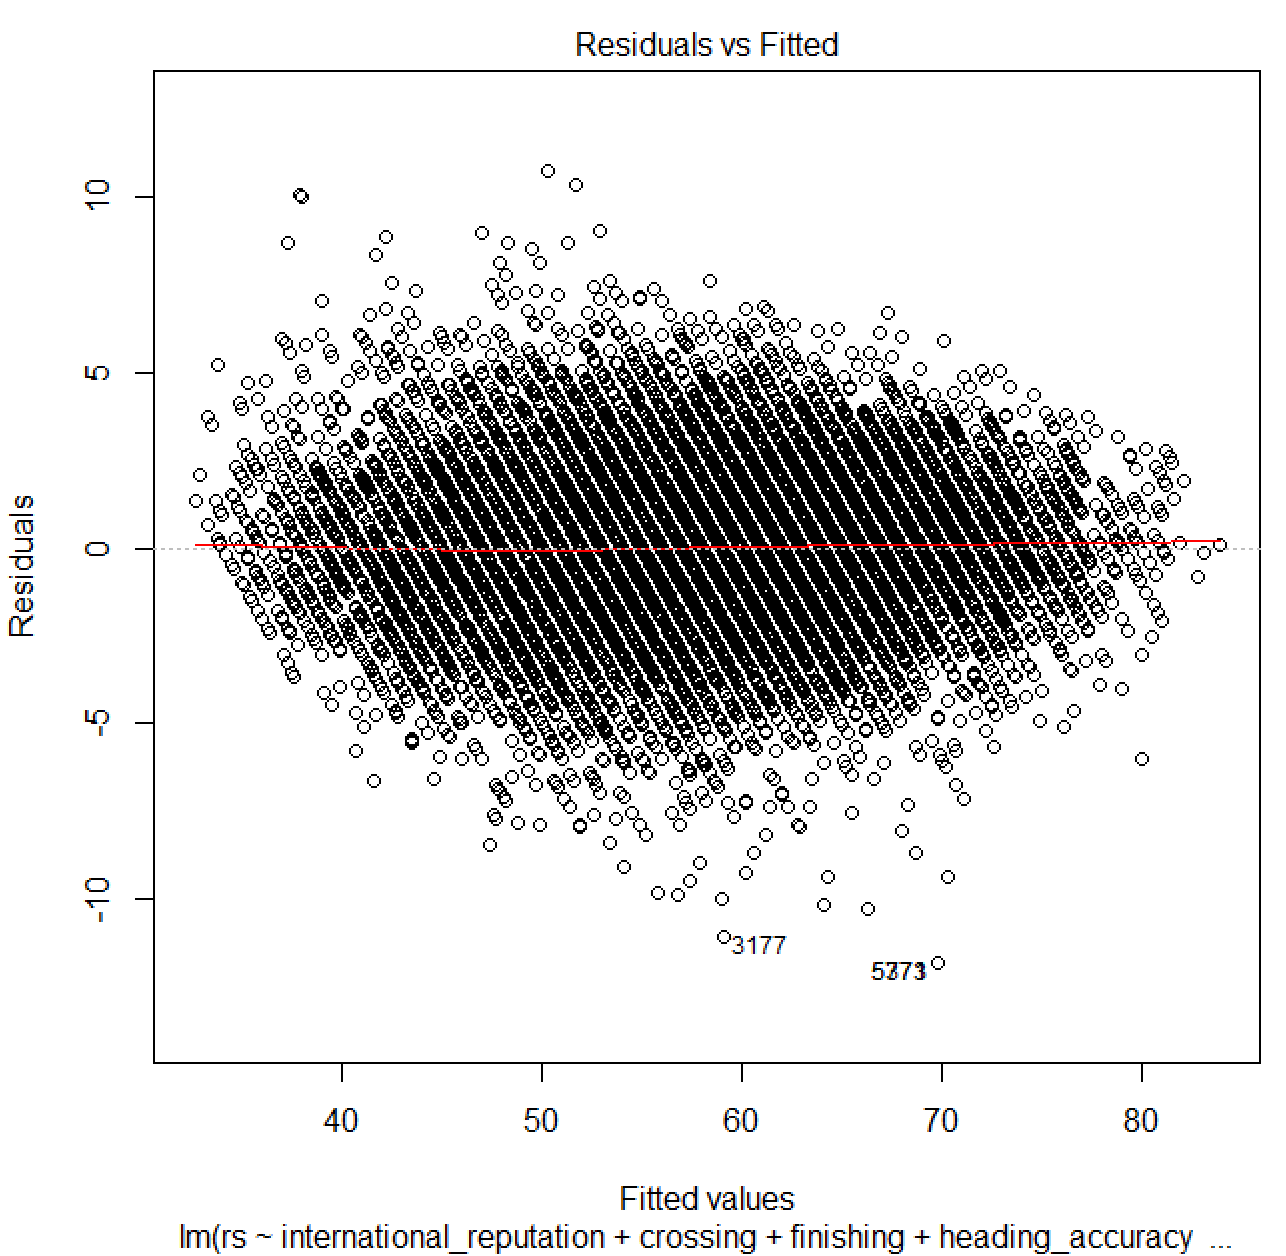 Residuals vs Fitted
10
5
0
-5
-10
Residuals
3177
40
50
60
70
80
Fitted values
lm(rs ~ international_reputation + crossing + finishing + heading_accuracy ...